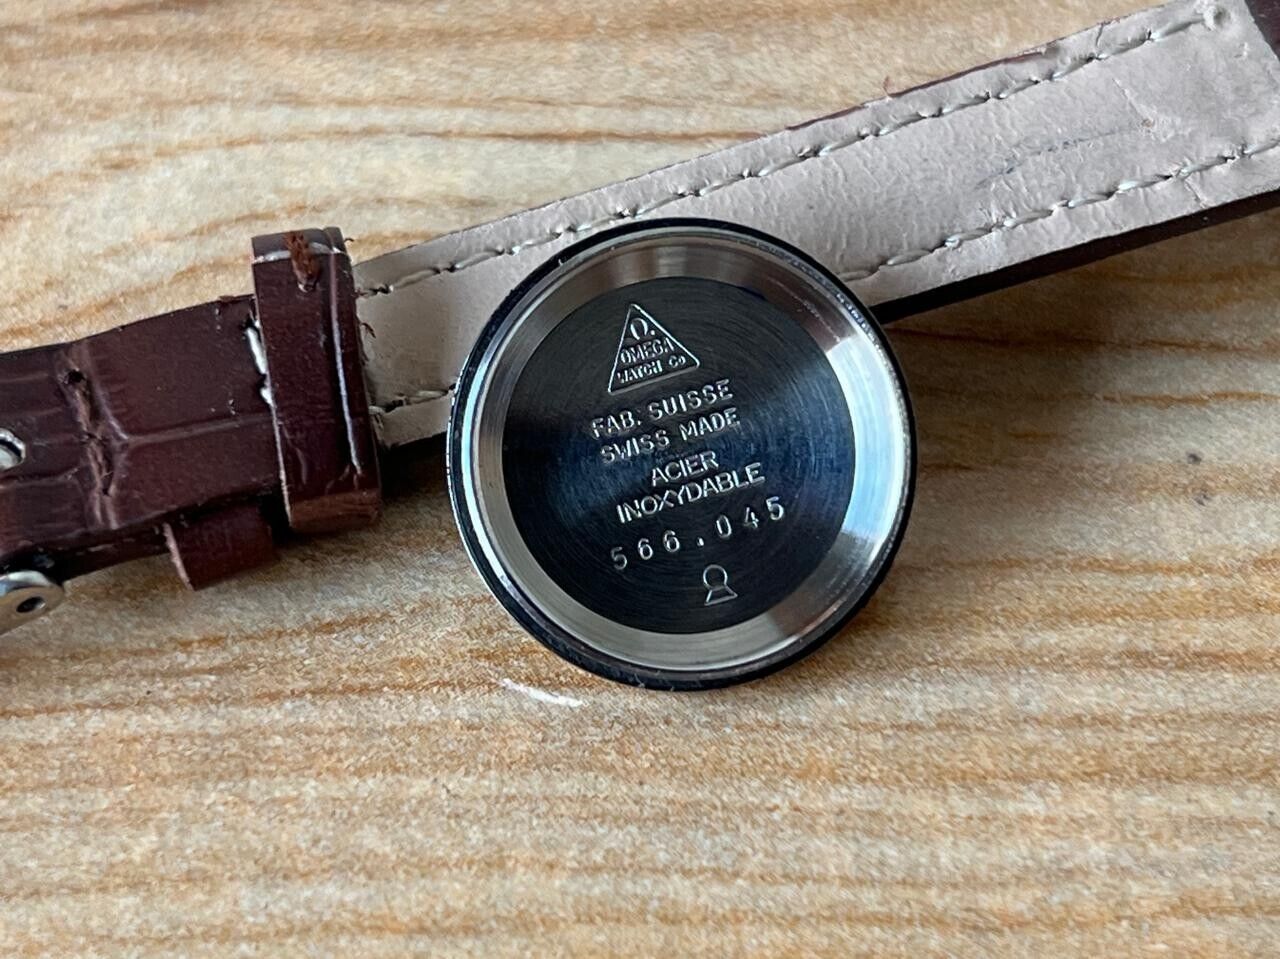 Ω
OMEGA
WATCH Co
FAB. SUISSE
SWISS MADE
ACIER
INOXYDABLE
566.045